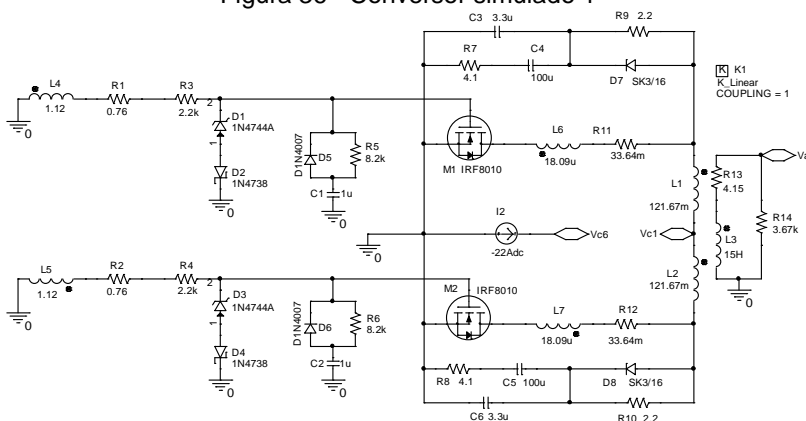 Figura 36 - Conversor simulado 1
C3 3.3u
R9 2.2
R7
4.1
C4
100u
D7 SK3/16
K K1
K_Linear
COUPLING = 1
L4
1.12
R1
0.76
R3
2.2k
2
D1
1N4744A
1
D2
1N4738
0
0
D1N4007
D5
R5
8.2k
C1 1u
0
M1 IRF8010
L6
18.09u
R11
33.64m
L1
121.67m
R13
4.15
R14
3.67k
L3
15H
0
I2
-22Adc
Vc6
Vc1
0
L2
121.67m
L5
1.12
R2
0.76
R4
2.2k
2
D3
1N4744A
1
D4
1N4738
0
0
D1N4007
D6
R6
8.2k
C2 1u
0
M2
IRF8010
L7
18.09u
R12
33.64m
R8 4.1
C5 100u
D8 SK3/16
C6 3.3u
R10 2.2